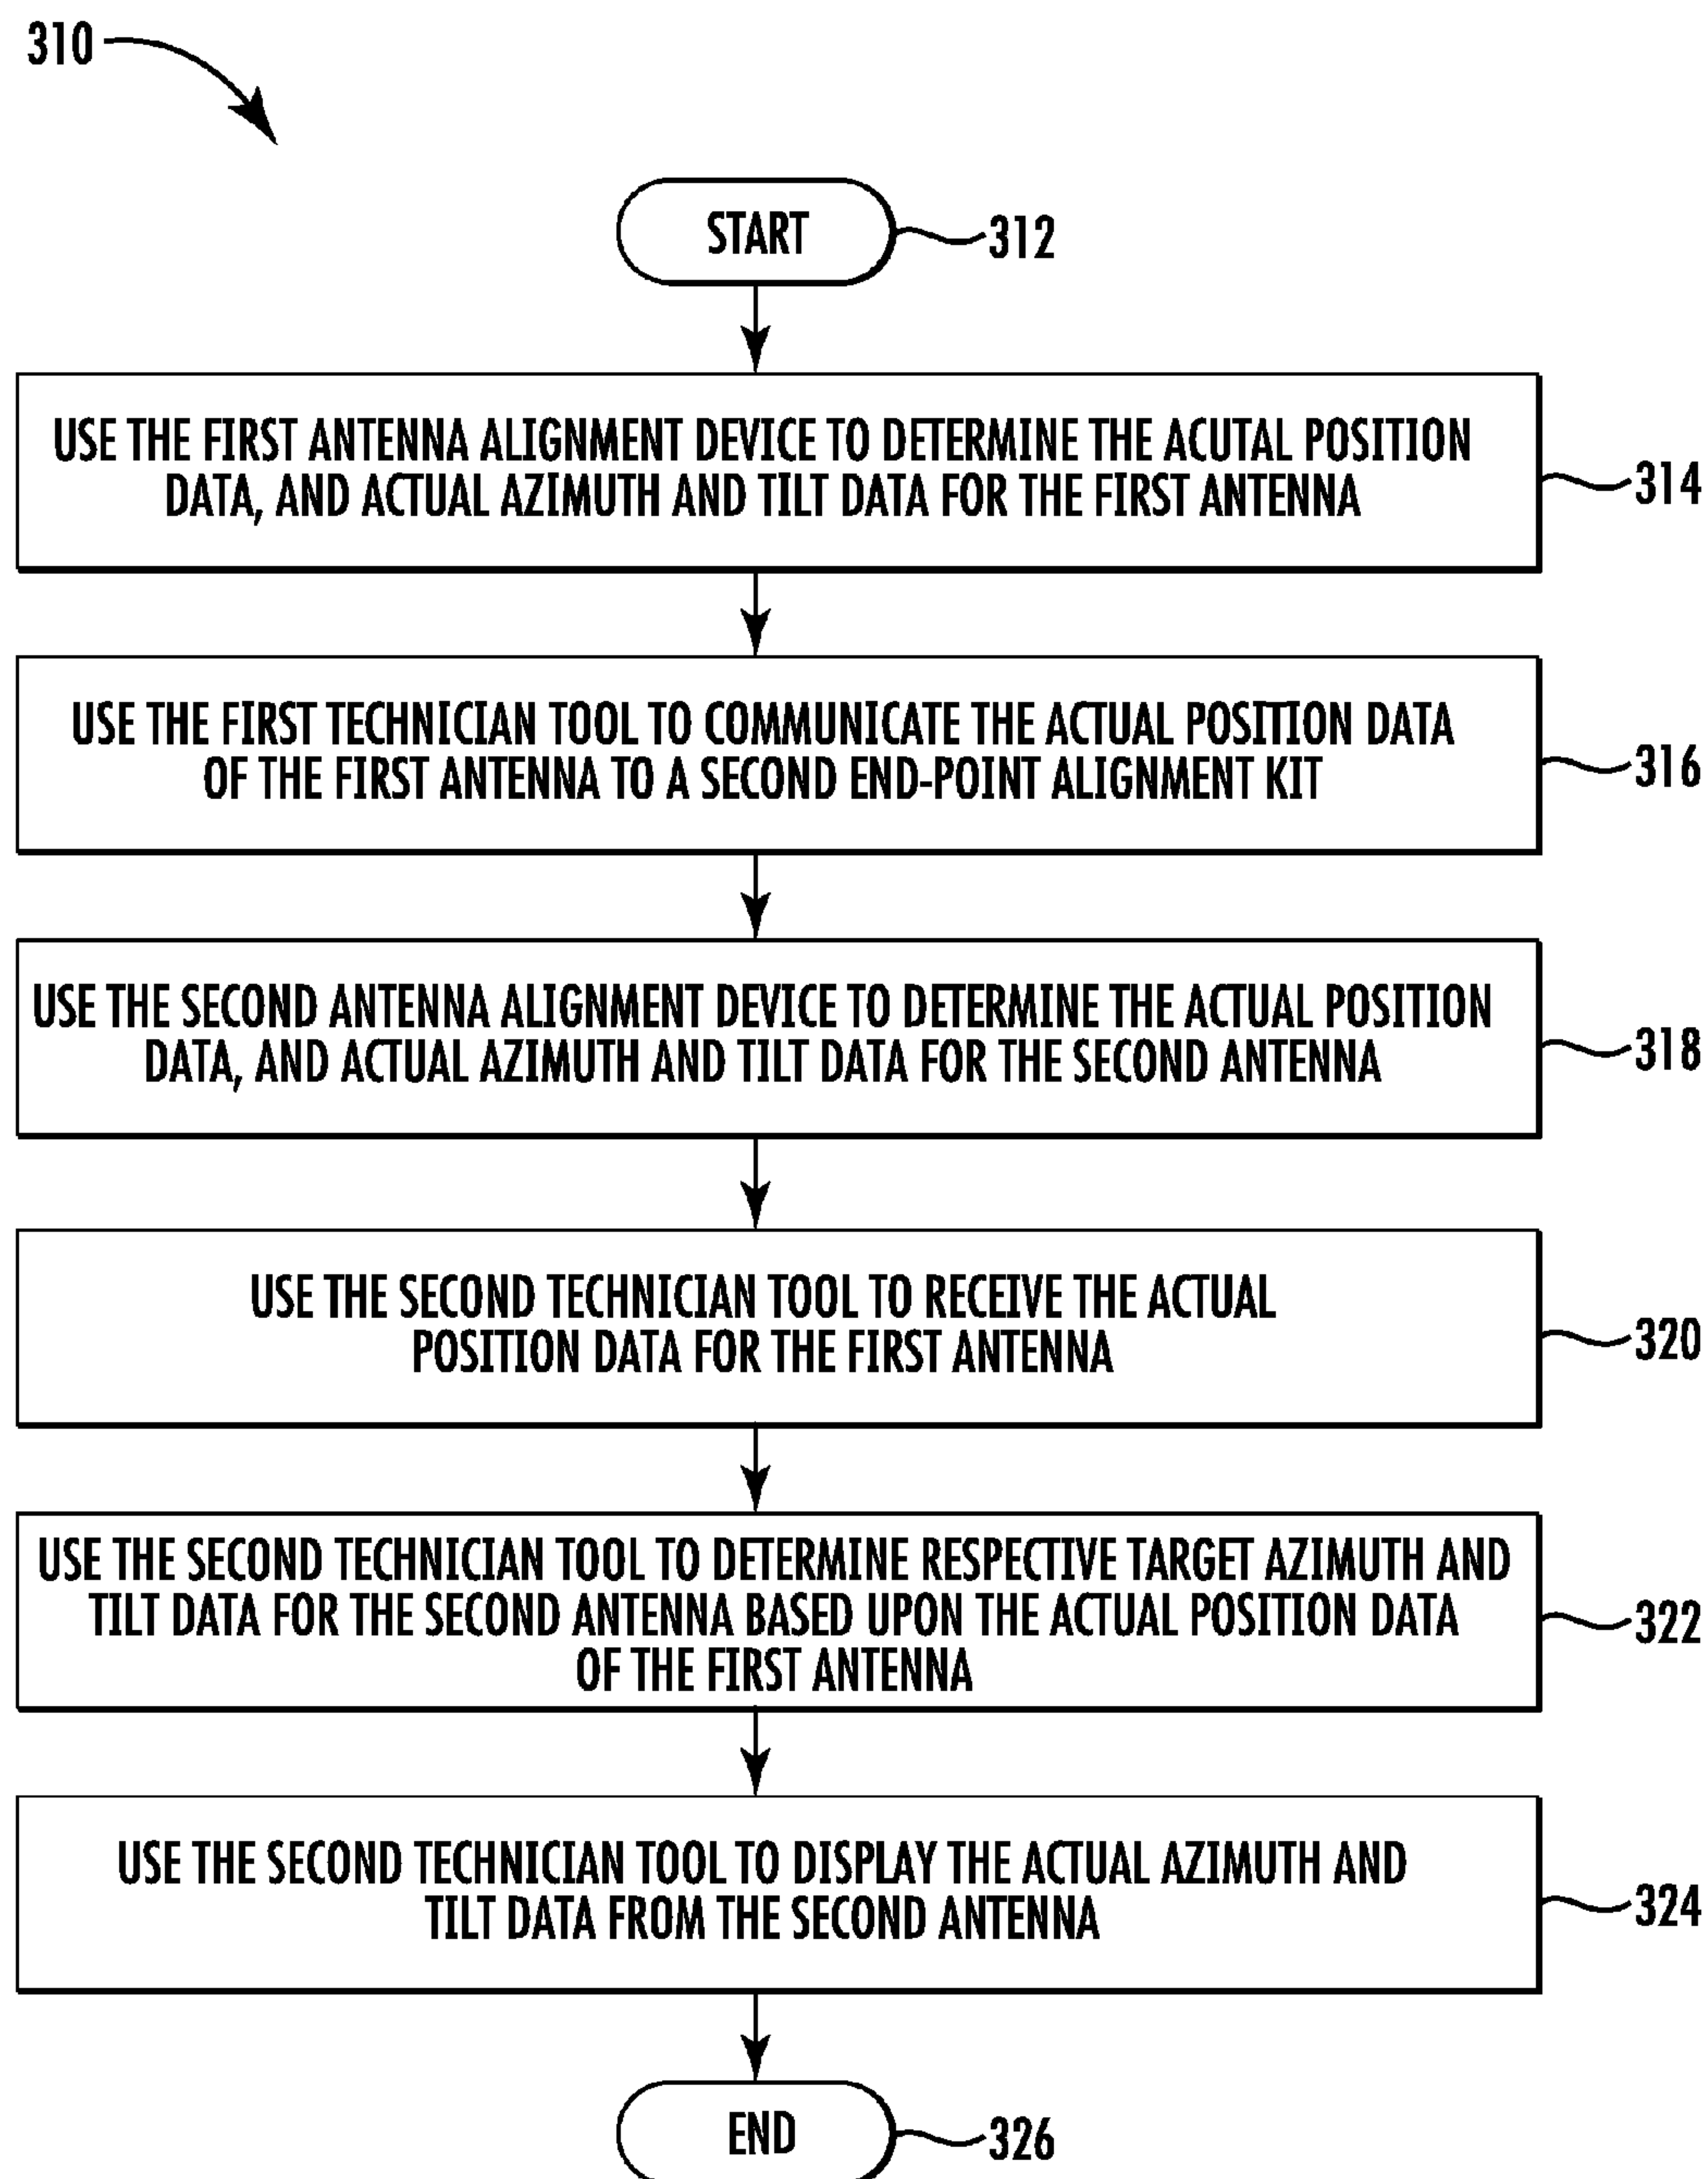 310
START
312
USE THE FIRST ANTENNA ALIGNMENT DEVICE TO DETERMINE THE ACUTAL POSITION
DATA, AND ACTUAL AZIMUTH AND TILT DATA FOR THE FIRST ANTENNA
314
USE THE FIRST TECHNICIAN TOOL TO COMMUNICATE THE ACTUAL POSITION DATA
OF THE FIRST ANTENNA TO A SECOND END-POINT ALIGNMENT KIT
316
USE THE SECOND ANTENNA ALIGNMENT DEVICE TO DETERMINE THE ACTUAL POSITION
DATA, AND ACTUAL AZIMUTH AND TILT DATA FOR THE SECOND ANTENNA
318
USE THE SECOND TECHNICIAN TOOL TO RECEIVE THE ACTUAL
POSITION DATA FOR THE FIRST ANTENNA
320
USE THE SECOND TECHNICIAN TOOL TO DETERMINE RESPECTIVE TARGET AZIMUTH AND
TILT DATA FOR THE SECOND ANTENNA BASED UPON THE ACTUAL POSITION DATA
OF THE FIRST ANTENNA
322
USE THE SECOND TECHNICIAN TOOL TO DISPLAY THE ACTUAL AZIMUTH AND
TILT DATA FROM THE SECOND ANTENNA
324
END
326